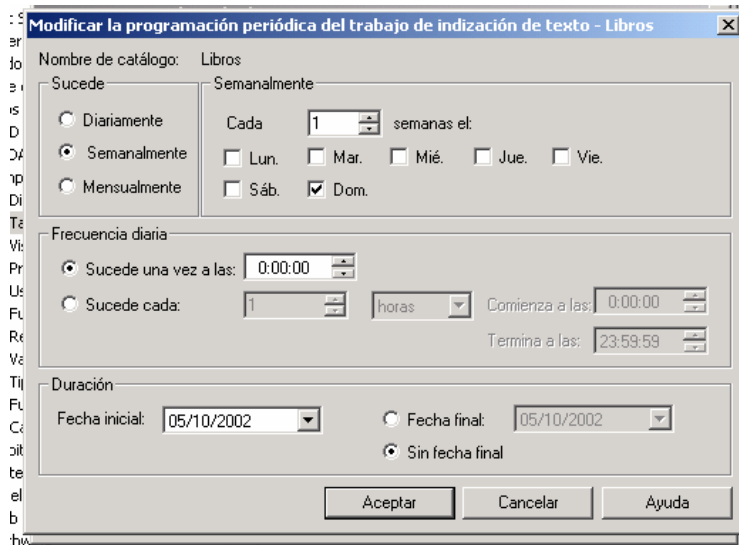 Modificar la programación periódica del trabajo de indización de texto - Libros
Nombre de catálogo: Libros
Sucede
Diariamente
Semanalmente
Mensualmente
Semanalmente
Cada 1 semanas el:
Lun. Mar. Mié. Jue. Vie.
Sáb. Dom.
Frecuencia diaria
Sucede una vez a las: 0:00:00
Sucede cada: 1 horas Comienza a las: 0:00:00
Termina a las: 23:59:59
Duración
Fecha inicial: 05/10/2002 Fecha final: 05/10/2002
Sin fecha final
Aceptar Cancelar Ayuda